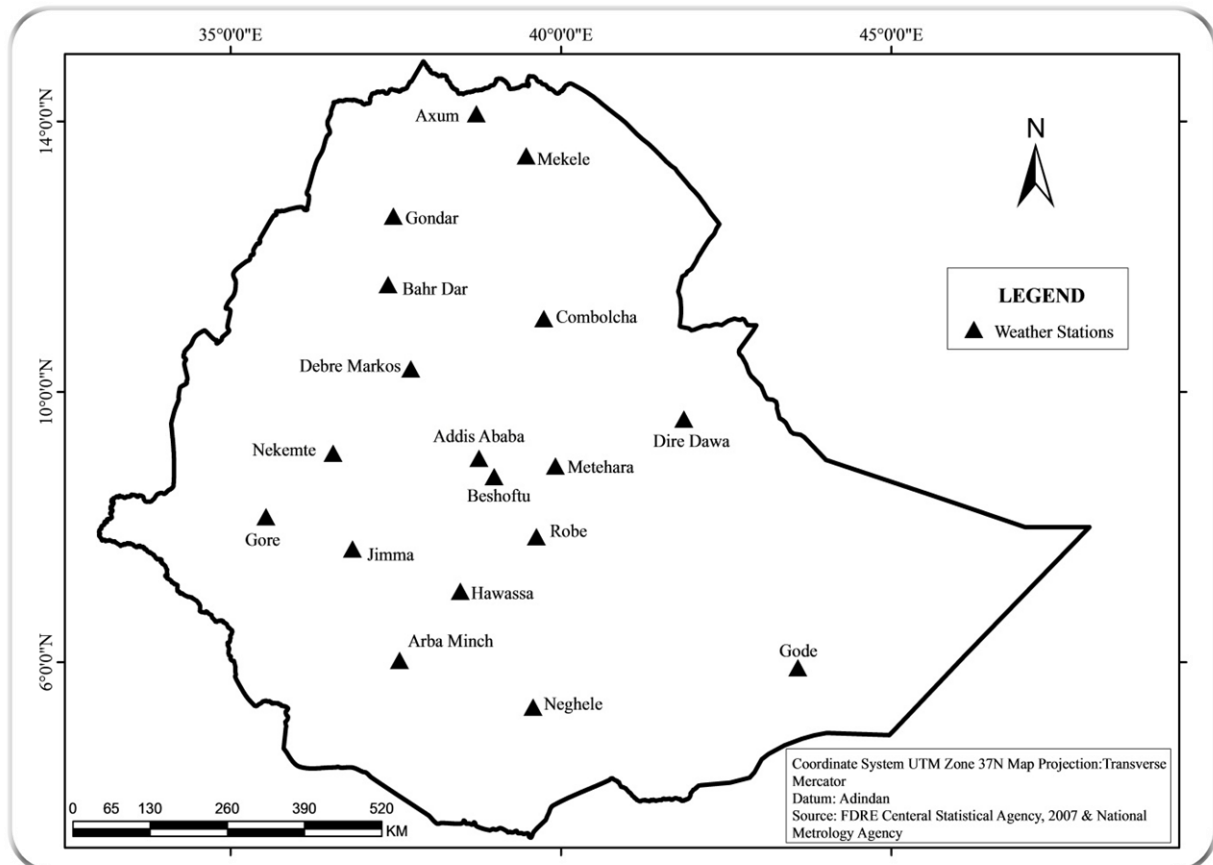 35°0'0"E
40°0'0"E
45°0'0"E
14°0'0"N
10°0'0"N
6°0'0"N
N
Axum
Mekele
Gondar
Bahr Dar
Combolcha
LEGEND
Weather Stations
Debre Markos
Dire Dawa
Addis Ababa
Nekemte
Metehara
Beshoftu
Gore
Robe
Jimma
Hawassa
Arba Minch
Gode
Neghele
0 65 130 260 390 520
KM
Coordinate System UTM Zone 37N Map Projection:Transverse
Mercator
Datum: Adindan
Source: FDRE Centeral Statistical Agency, 2007 & National
Metrology Agency